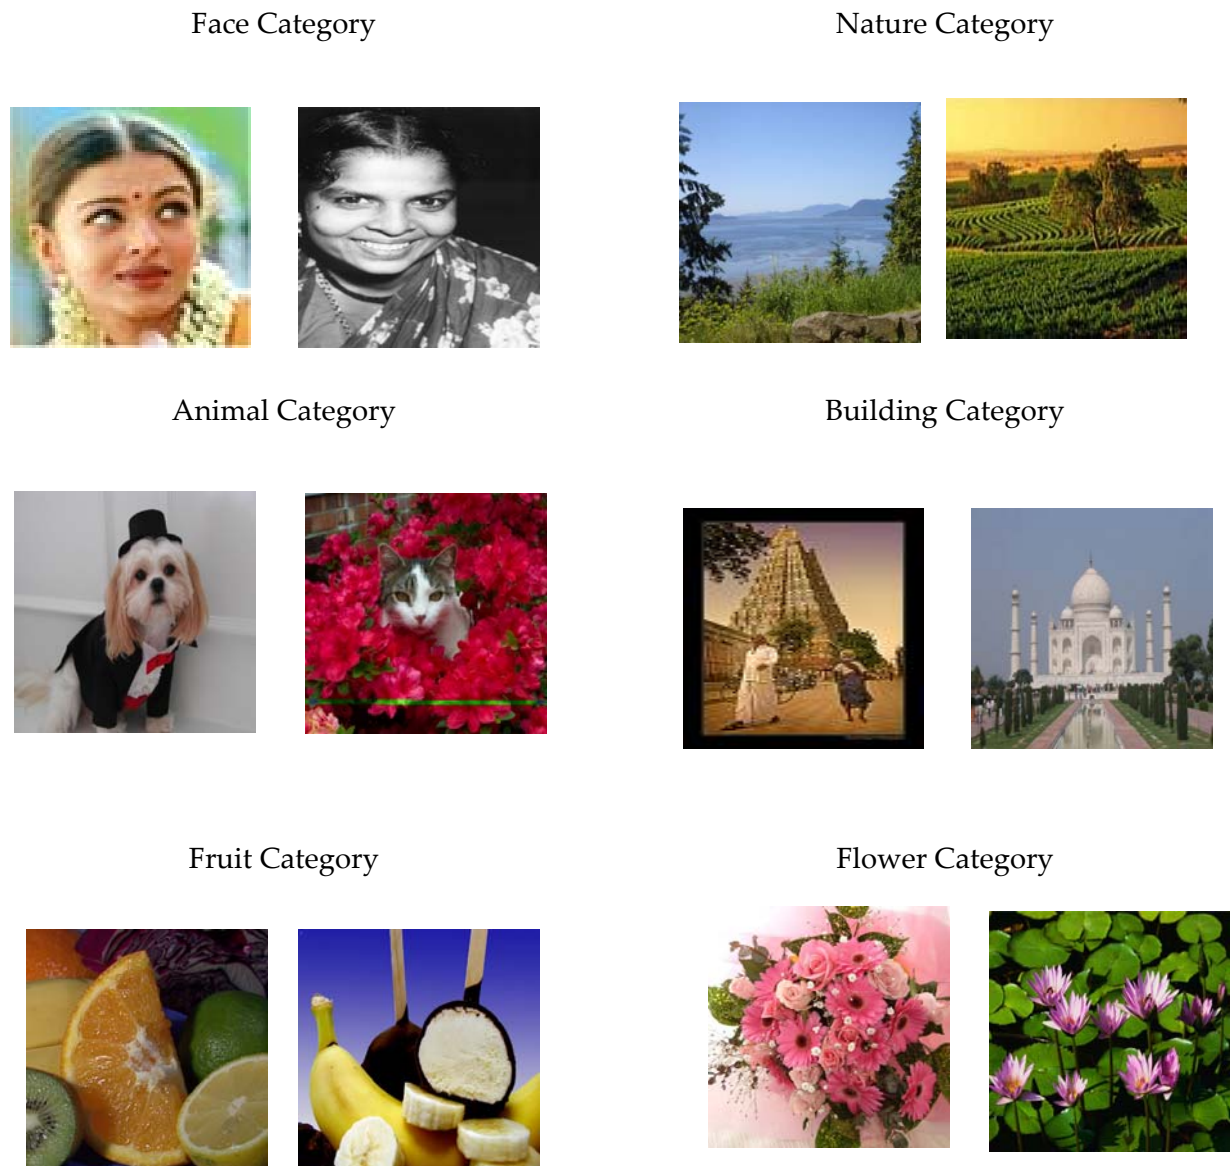 Face Category
Nature Category
Animal Category
Building Category
Fruit Category
Flower Category